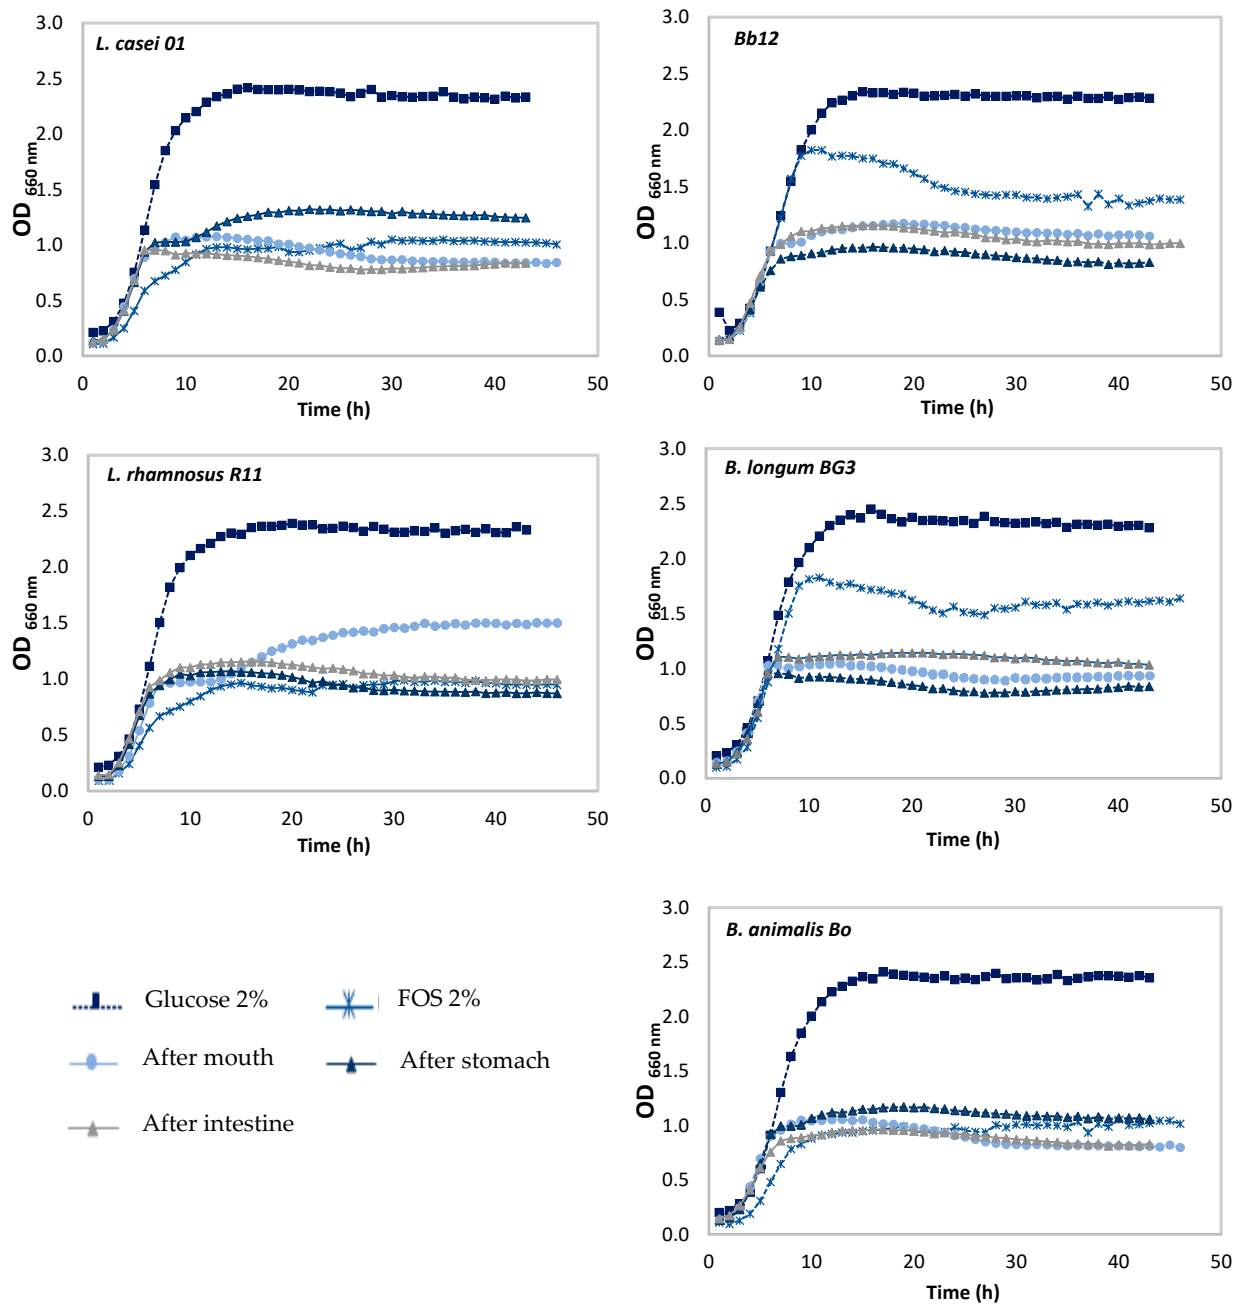 L. casei 01
3.0
2.5
2.0
1.5
1.0
0.5
0.0
OD 660 nm
0 10 20 30 40 50
Time (h)
Bb12
3.0
2.5
2.0
1.5
1.0
0.5
0.0
OD 660 nm
0 10 20 30 40 50
Time (h)
L. rhamnosus R11
3.0
2.5
2.0
1.5
1.0
0.5
0.0
OD 660 nm
0 10 20 30 40 50
Time (h)
B. longum BG3
3.0
2.5
2.0
1.5
1.0
0.5
0.0
OD 660 nm
0 10 20 30 40 50
Time (h)
Glucose 2% FOS 2%
After mouth After stomach
After intestine
B. animalis Bo
3.0
2.5
2.0
1.5
1.0
0.5
0.0
OD 660 nm
0 10 20 30 40 50
Time (h)